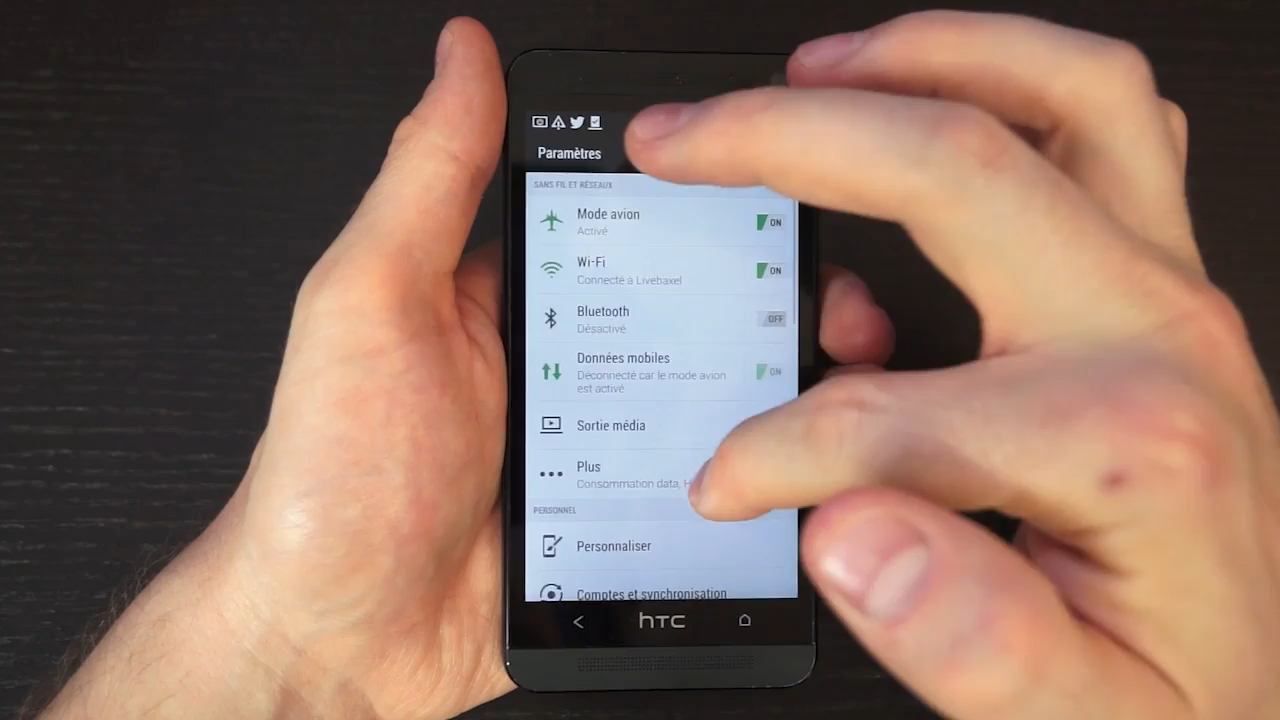 Paramètres
SANS FIL ET RÉSEAUX
Mode avion
Activé
ON
Wi-Fi
Connecté à Livebaxel
ON
Bluetooth
Désactivé
OFF
Données mobiles
Déconnecté car le mode avion
est activé
ON
Sortie média
Plus
Consommation data, H
PERSONNEL
Personnaliser
Comptes et synchronisation
hTC